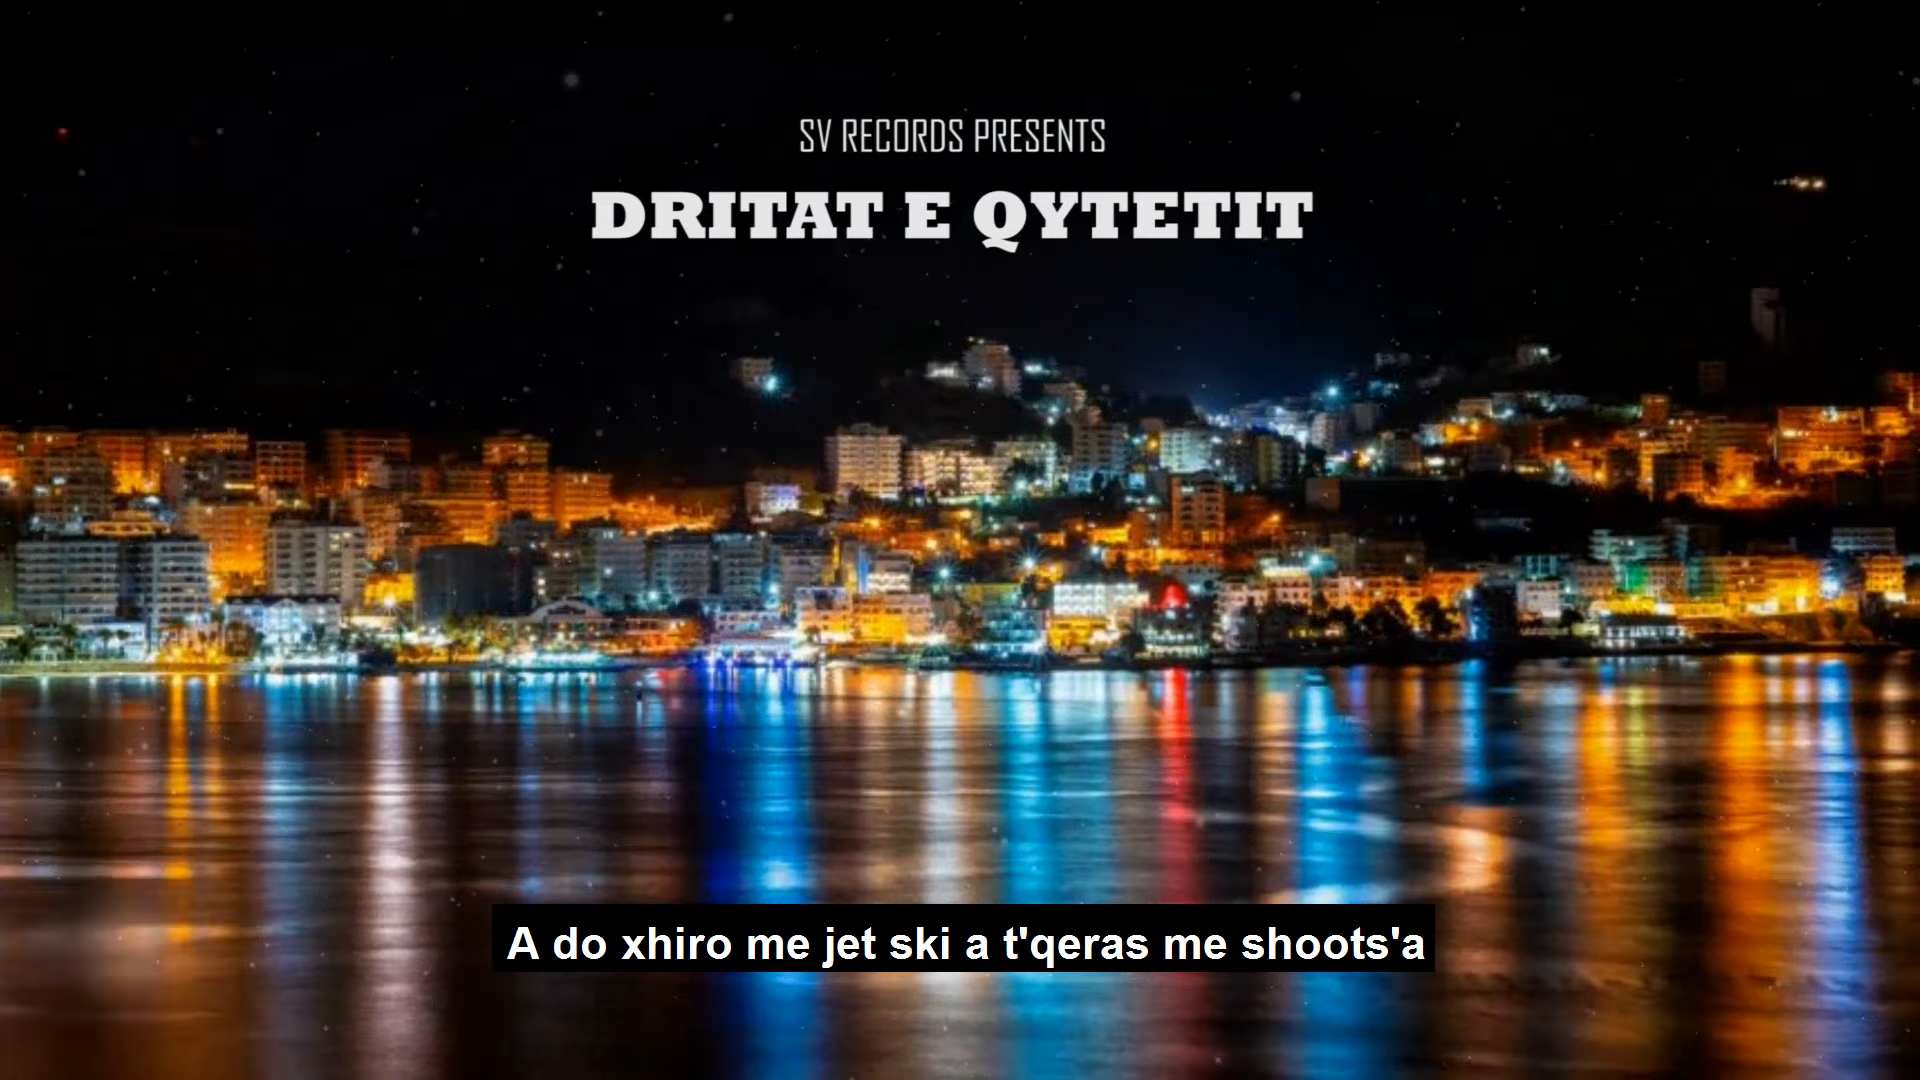 SV RECORDS PRESENTS
DRITAT E QYTETIT
A do xhiro me jet ski a t'qeras me shoots'a